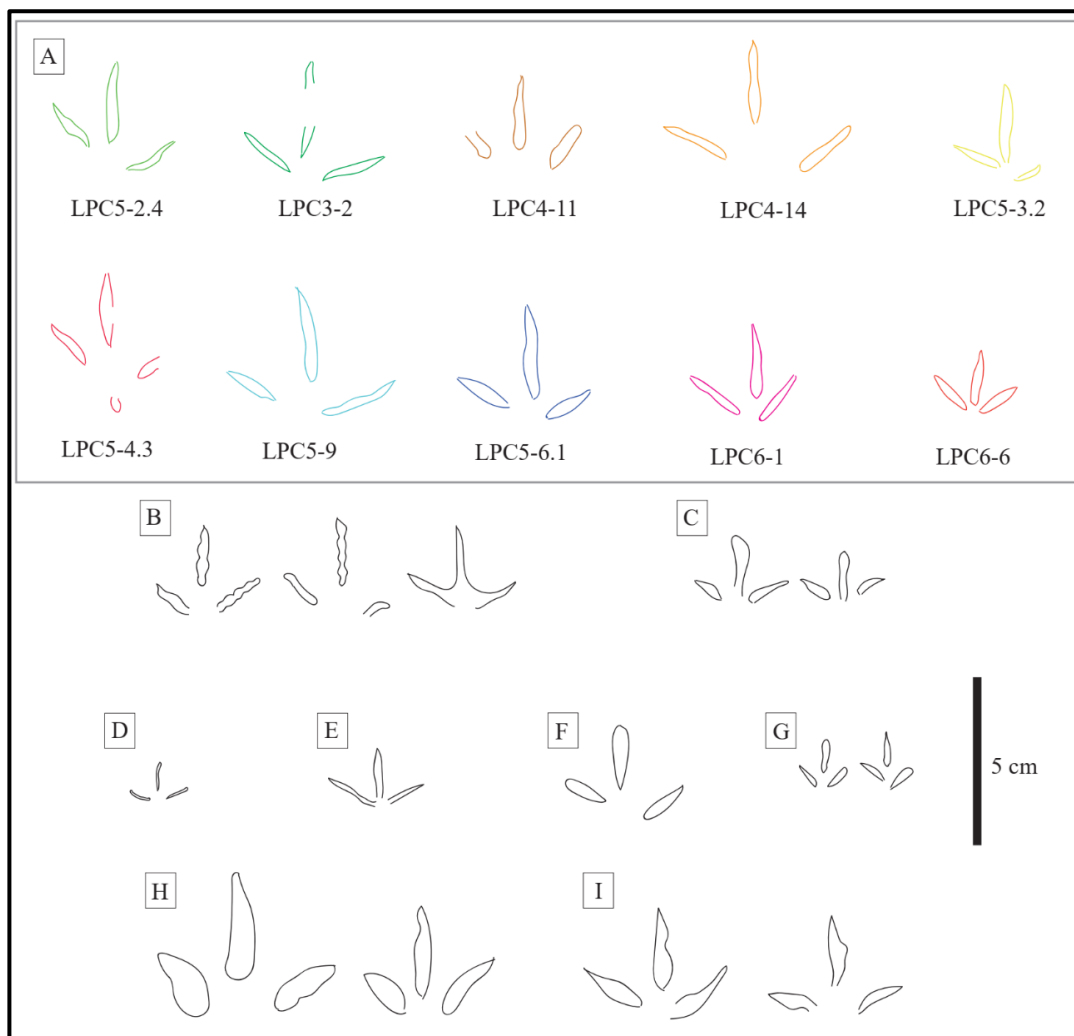 A
LPC5-2.4
LPC3-2
LPC4-11
LPC4-14
LPC5-3.2
LPC5-4.3
LPC5-9
LPC5-6.1
LPC6-1
LPC6-6
B
C
D
E
F
G
5 cm
H
I